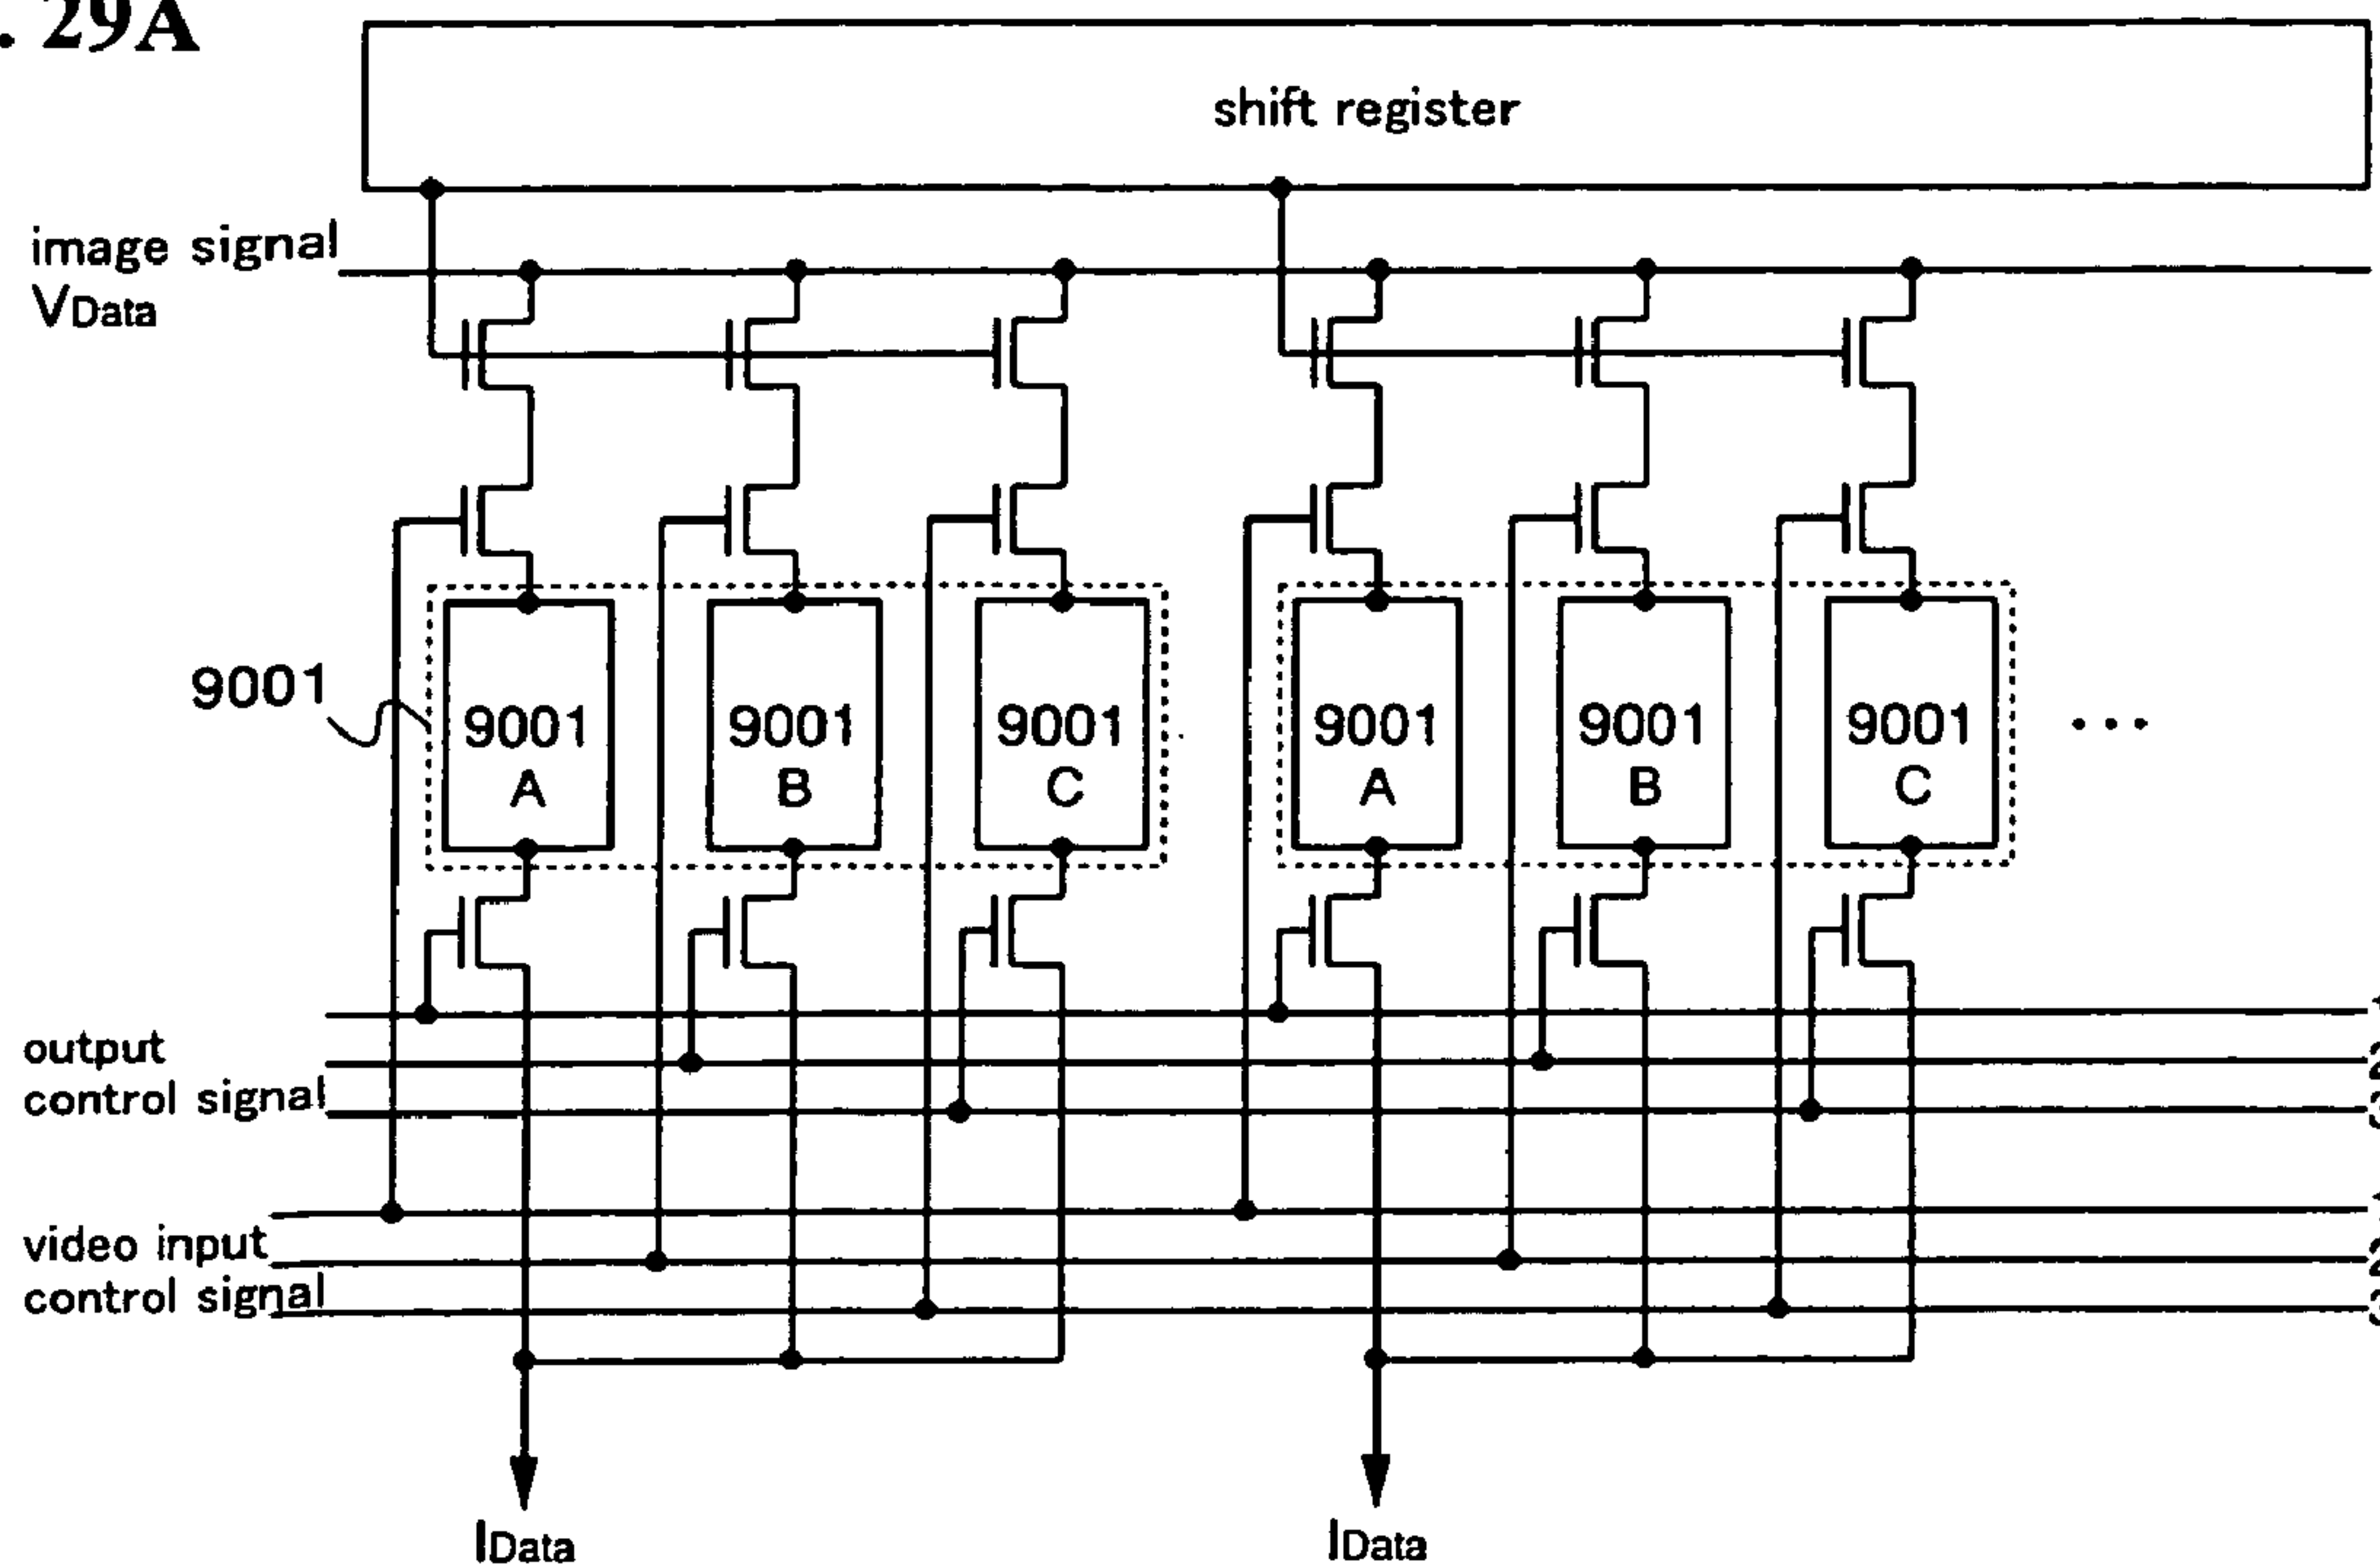 . 29A
shift register
image signal
VData
9001
9001
A
9001
B
9001
C
9001
A
9001
B
9001
C
...
output
control signal
video input
control signal
IData
IData